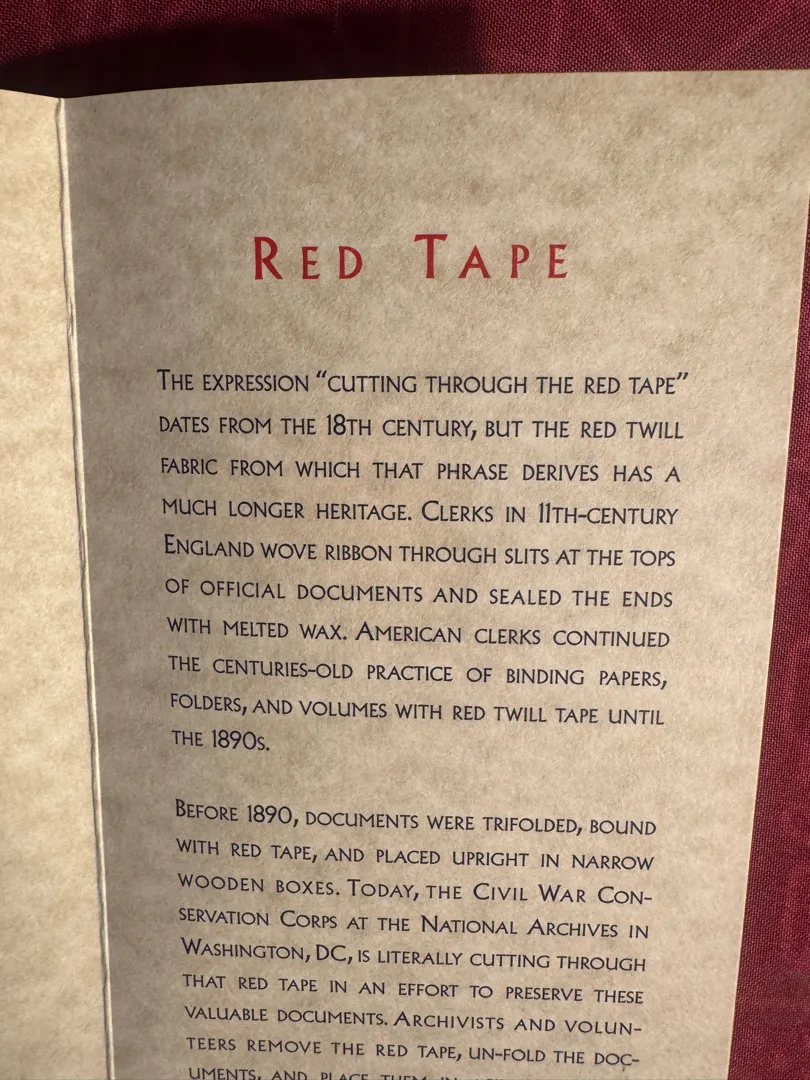 RED TAPE
THE EXPRESSION “CUTTING THROUGH THE RED TAPE”
DATES FROM THE 18TH CENTURY, BUT THE RED TWILL
FABRIC FROM WHICH THAT PHRASE DERIVES HAS A
MUCH LONGER HERITAGE. CLERKS IN 11TH-CENTURY
ENGLAND WOVE RIBBON THROUGH SLITS AT THE TOPS
OF OFFICIAL DOCUMENTS AND SEALED THE ENDS
WITH MELTED WAX. AMERICAN CLERKS CONTINUED
THE CENTURIES-OLD PRACTICE OF BINDING PAPERS,
FOLDERS, AND VOLUMES WITH RED TWILL TAPE UNTIL
THE 1890S.
BEFORE 1890, DOCUMENTS WERE TRIFOLDED, BOUND
WITH RED TAPE, AND PLACED UPRIGHT IN NARROW
WOODEN BOXES. TODAY, THE CIVIL WAR CON-
SERVATION CORPS AT THE NATIONAL ARCHIVES IN
WASHINGTON, DC, IS LITERALLY CUTTING THROUGH
THAT RED TAPE IN AN EFFORT TO PRESERVE THESE
VALUABLE DOCUMENTS. ARCHIVISTS AND VOLUN-
TEERS REMOVE THE RED TAPE, UN-FOLD THE DOC-
UMENTS, AND PLACE THEM IN